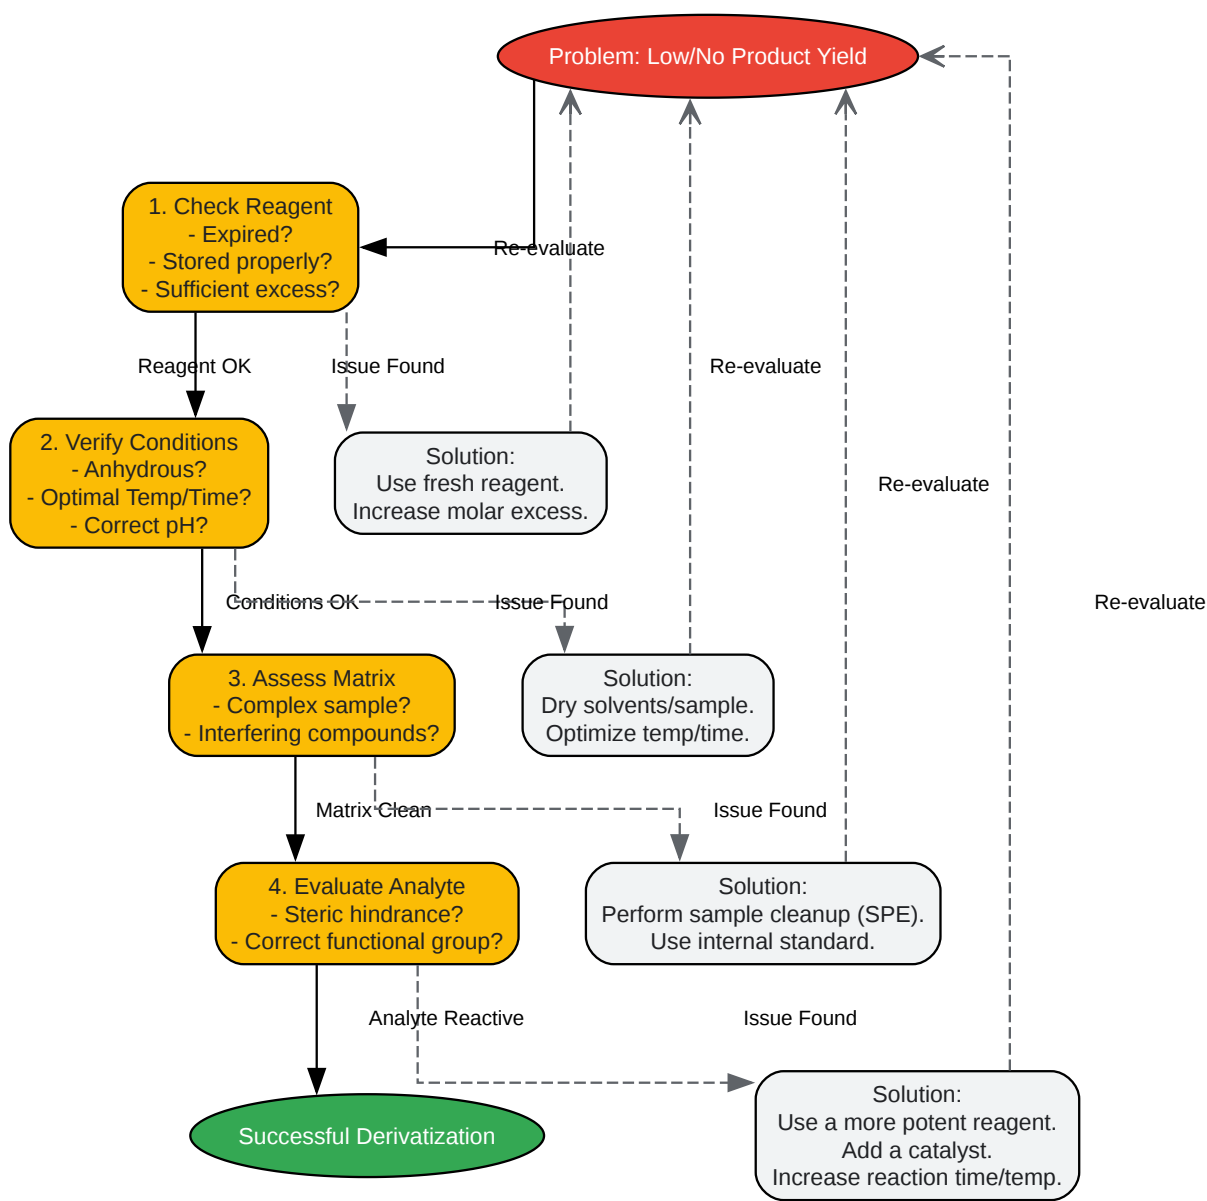 Problem: Low/No Product Yield
1. Check Reagent
- Expired?
- Stored properly?
- Sufficient excess?
Re-evaluate
Reagent OK
Issue Found
Re-evaluate
2. Verify Conditions
- Anhydrous?
- Optimal Temp/Time?
- Correct pH?
Solution:
Use fresh reagent.
Increase molar excess.
Re-evaluate
Conditions OK
Issue Found
Re-evaluate
3. Assess Matrix
- Complex sample?
- Interfering compounds?
Solution:
Dry solvents/sample.
Optimize temp/time.
Matrix Clean
Issue Found
4. Evaluate Analyte
- Steric hindrance?
- Correct functional group?
Solution:
Perform sample cleanup (SPE).
Use internal standard.
Analyte Reactive
Issue Found
Successful Derivatization
Solution:
Use a more potent reagent.
Add a catalyst.
Increase reaction time/temp.